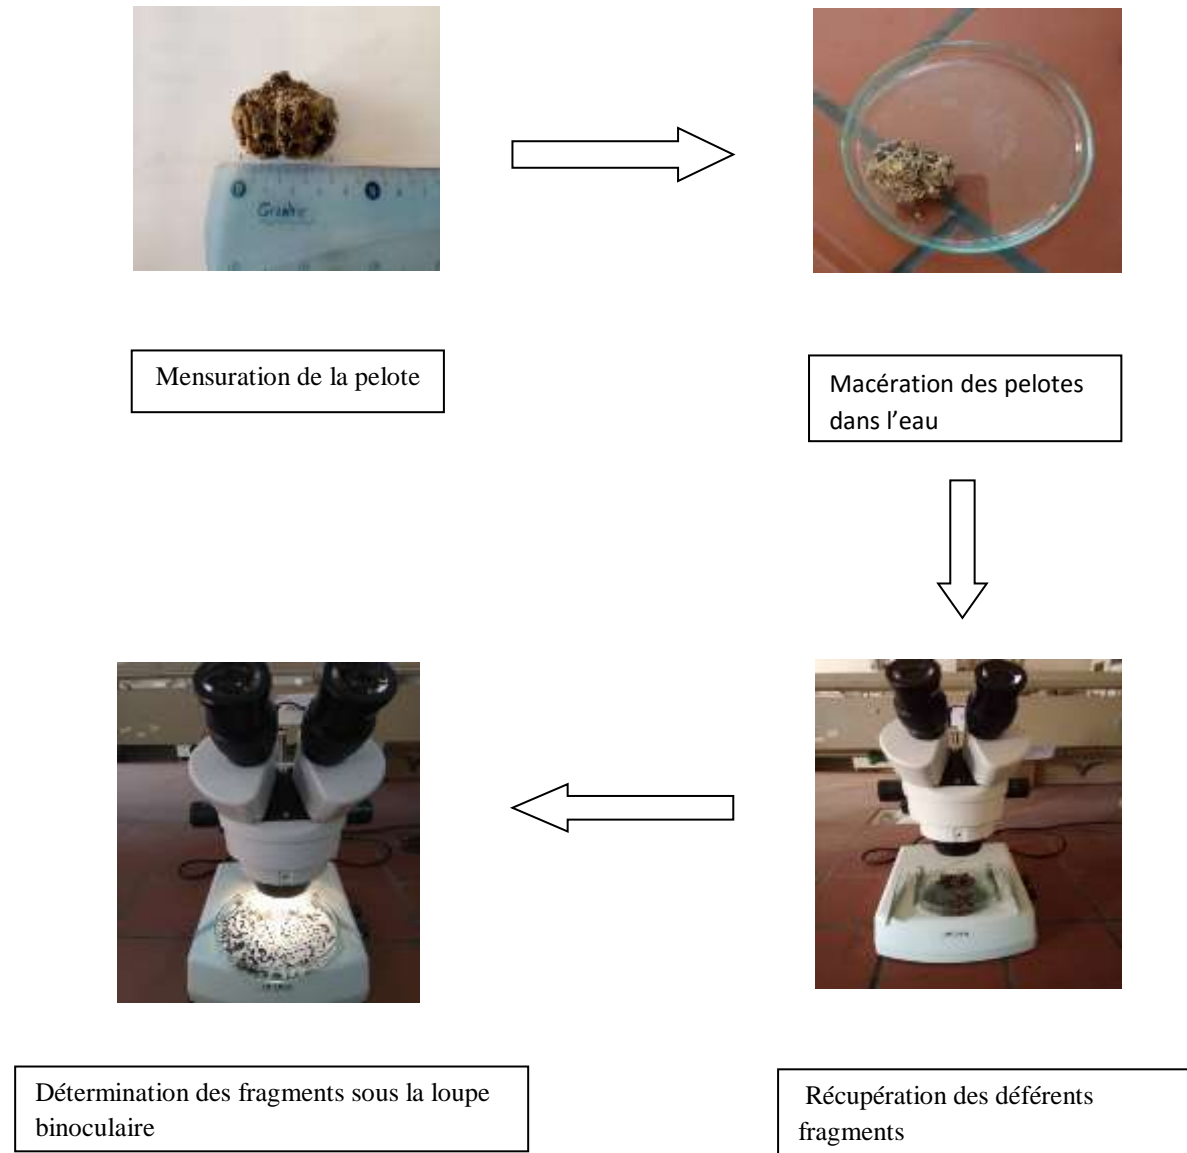 Mensuration de la pelote
Macération des pelotes
dans l'eau
Récupération des déférents
fragments
Détermination des fragments sous la loupe
binoculaire